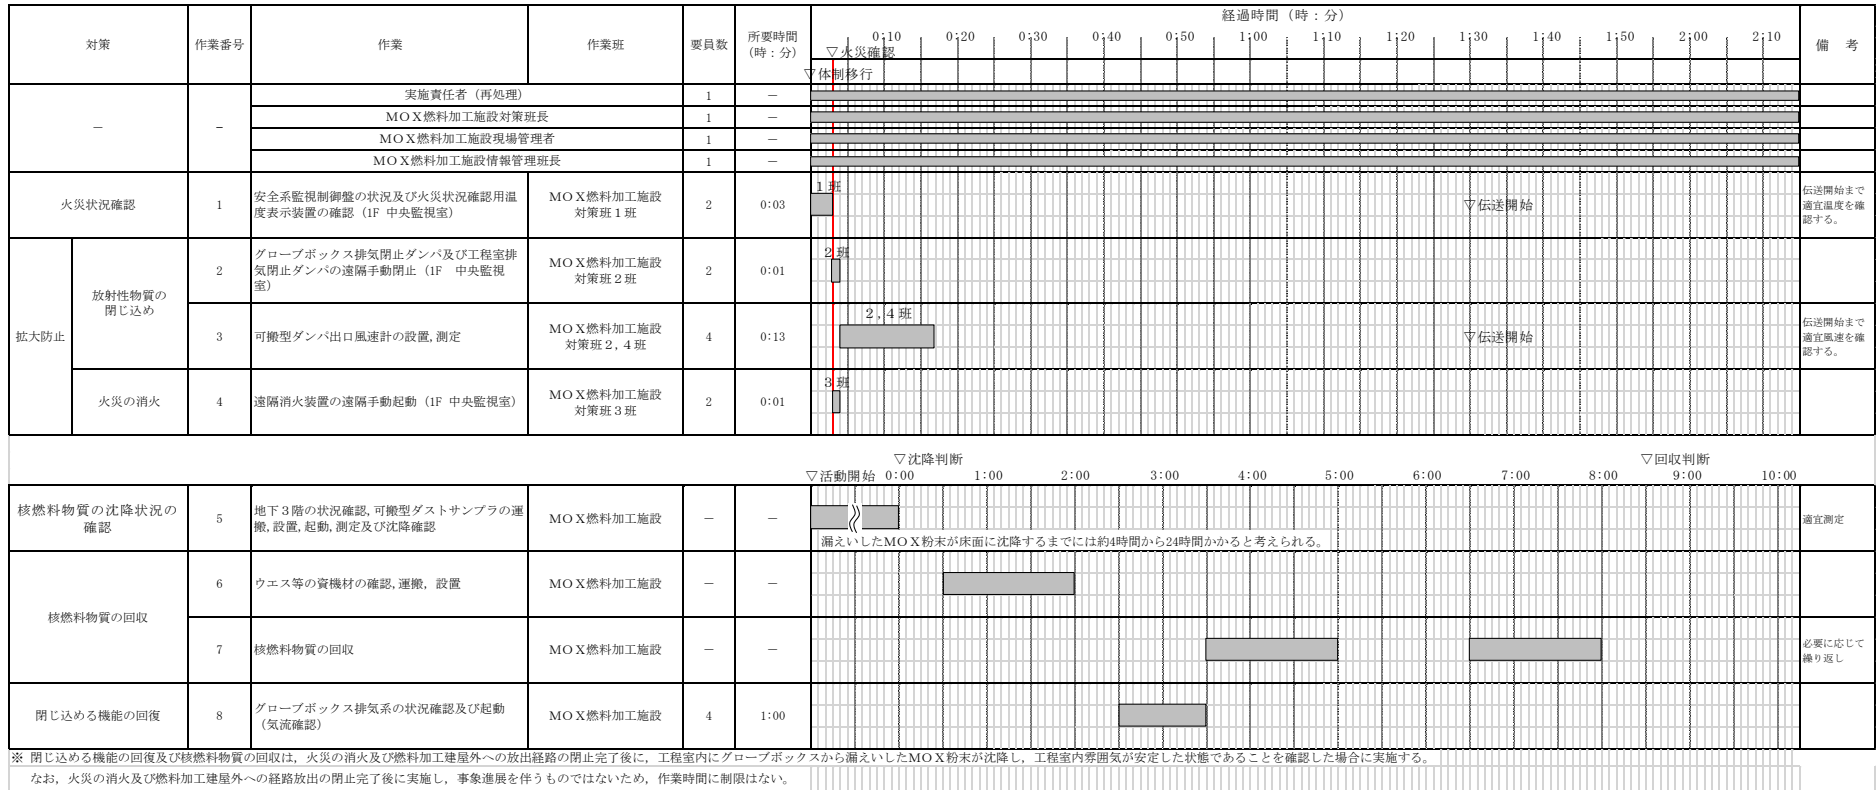 経過時間（時：分）
対策 作業番号 作業 作業班 要員数 所要時間（時：分） 備　考
0:10 0:20 0:30 0:40 0:50 1:00 1:10 1:20 1:30 1:40 1:50 2:00 2:10
▽火災確認
▽体制移行
－ － 実施責任者（再処理） 1 －
ＭＯＸ燃料加工施設対策班長 1 －
ＭＯＸ燃料加工施設現場管理者 1 －
ＭＯＸ燃料加工施設情報管理班長 1 －
火災状況確認 1
安全系監視制御盤の状況及び火災状況確認用温
度表示装置の確認（1F 中央監視室）
ＭＯＸ燃料加工施設
対策班１班
2 0:03
１班
▽伝送開始
伝送開始まで
適宜温度を確
認する。
拡大防止
放射性物質の
閉じ込め
2
グローブボックス排気閉止ダンパ及び工程室排
気閉止ダンパの遠隔手動閉止（1F　中央監視
室）
ＭＯＸ燃料加工施設
対策班２班
2 0:01
２班
3 可搬型ダンパ出口風速計の設置,測定
ＭＯＸ燃料加工施設
対策班２,４班
4 0:13
２,４班
▽伝送開始
伝送開始まで
適宜風速を確
認する。
火災の消火 4 遠隔消火装置の遠隔手動起動（1F 中央監視室）
ＭＯＸ燃料加工施設
対策班３班
2 0:01
３班
▽沈降判断 ▽回収判断
▽活動開始 0:00 1:00 2:00 3:00 4:00 5:00 6:00 7:00 8:00 9:00 10:00
核燃料物質の沈降状況の
確認
5
地下３階の状況確認,可搬型ダストサンプラの運
搬,設置,起動,測定及び沈降確認
ＭＯＸ燃料加工施設 － －
漏えいしたＭＯＸ粉末が床面に沈降するまでには約4時間から24時間かかると考えられる。
適宜測定
核燃料物質の回収
6 ウエス等の資機材の確認,運搬，設置 ＭＯＸ燃料加工施設 － －
7 核燃料物質の回収 ＭＯＸ燃料加工施設 － －
必要に応じて
繰り返し
閉じ込める機能の回復 8
グローブボックス排気系の状況確認及び起動
（気流確認）
ＭＯＸ燃料加工施設 4 1:00
※ 閉じ込める機能の回復及び核燃料物質の回収は，火災の消火及び燃料加工建屋外への放出経路の閉止完了後に，工程室内にグローブボックスから漏えいしたＭＯＸ粉末が沈降し，工程室内雰囲気が安定した状態であることを確認した場合に実施する。
なお，火災の消火及び燃料加工建屋外への経路放出の閉止完了後に実施し，事象進展を伴うものではないため，作業時間に制限はない。